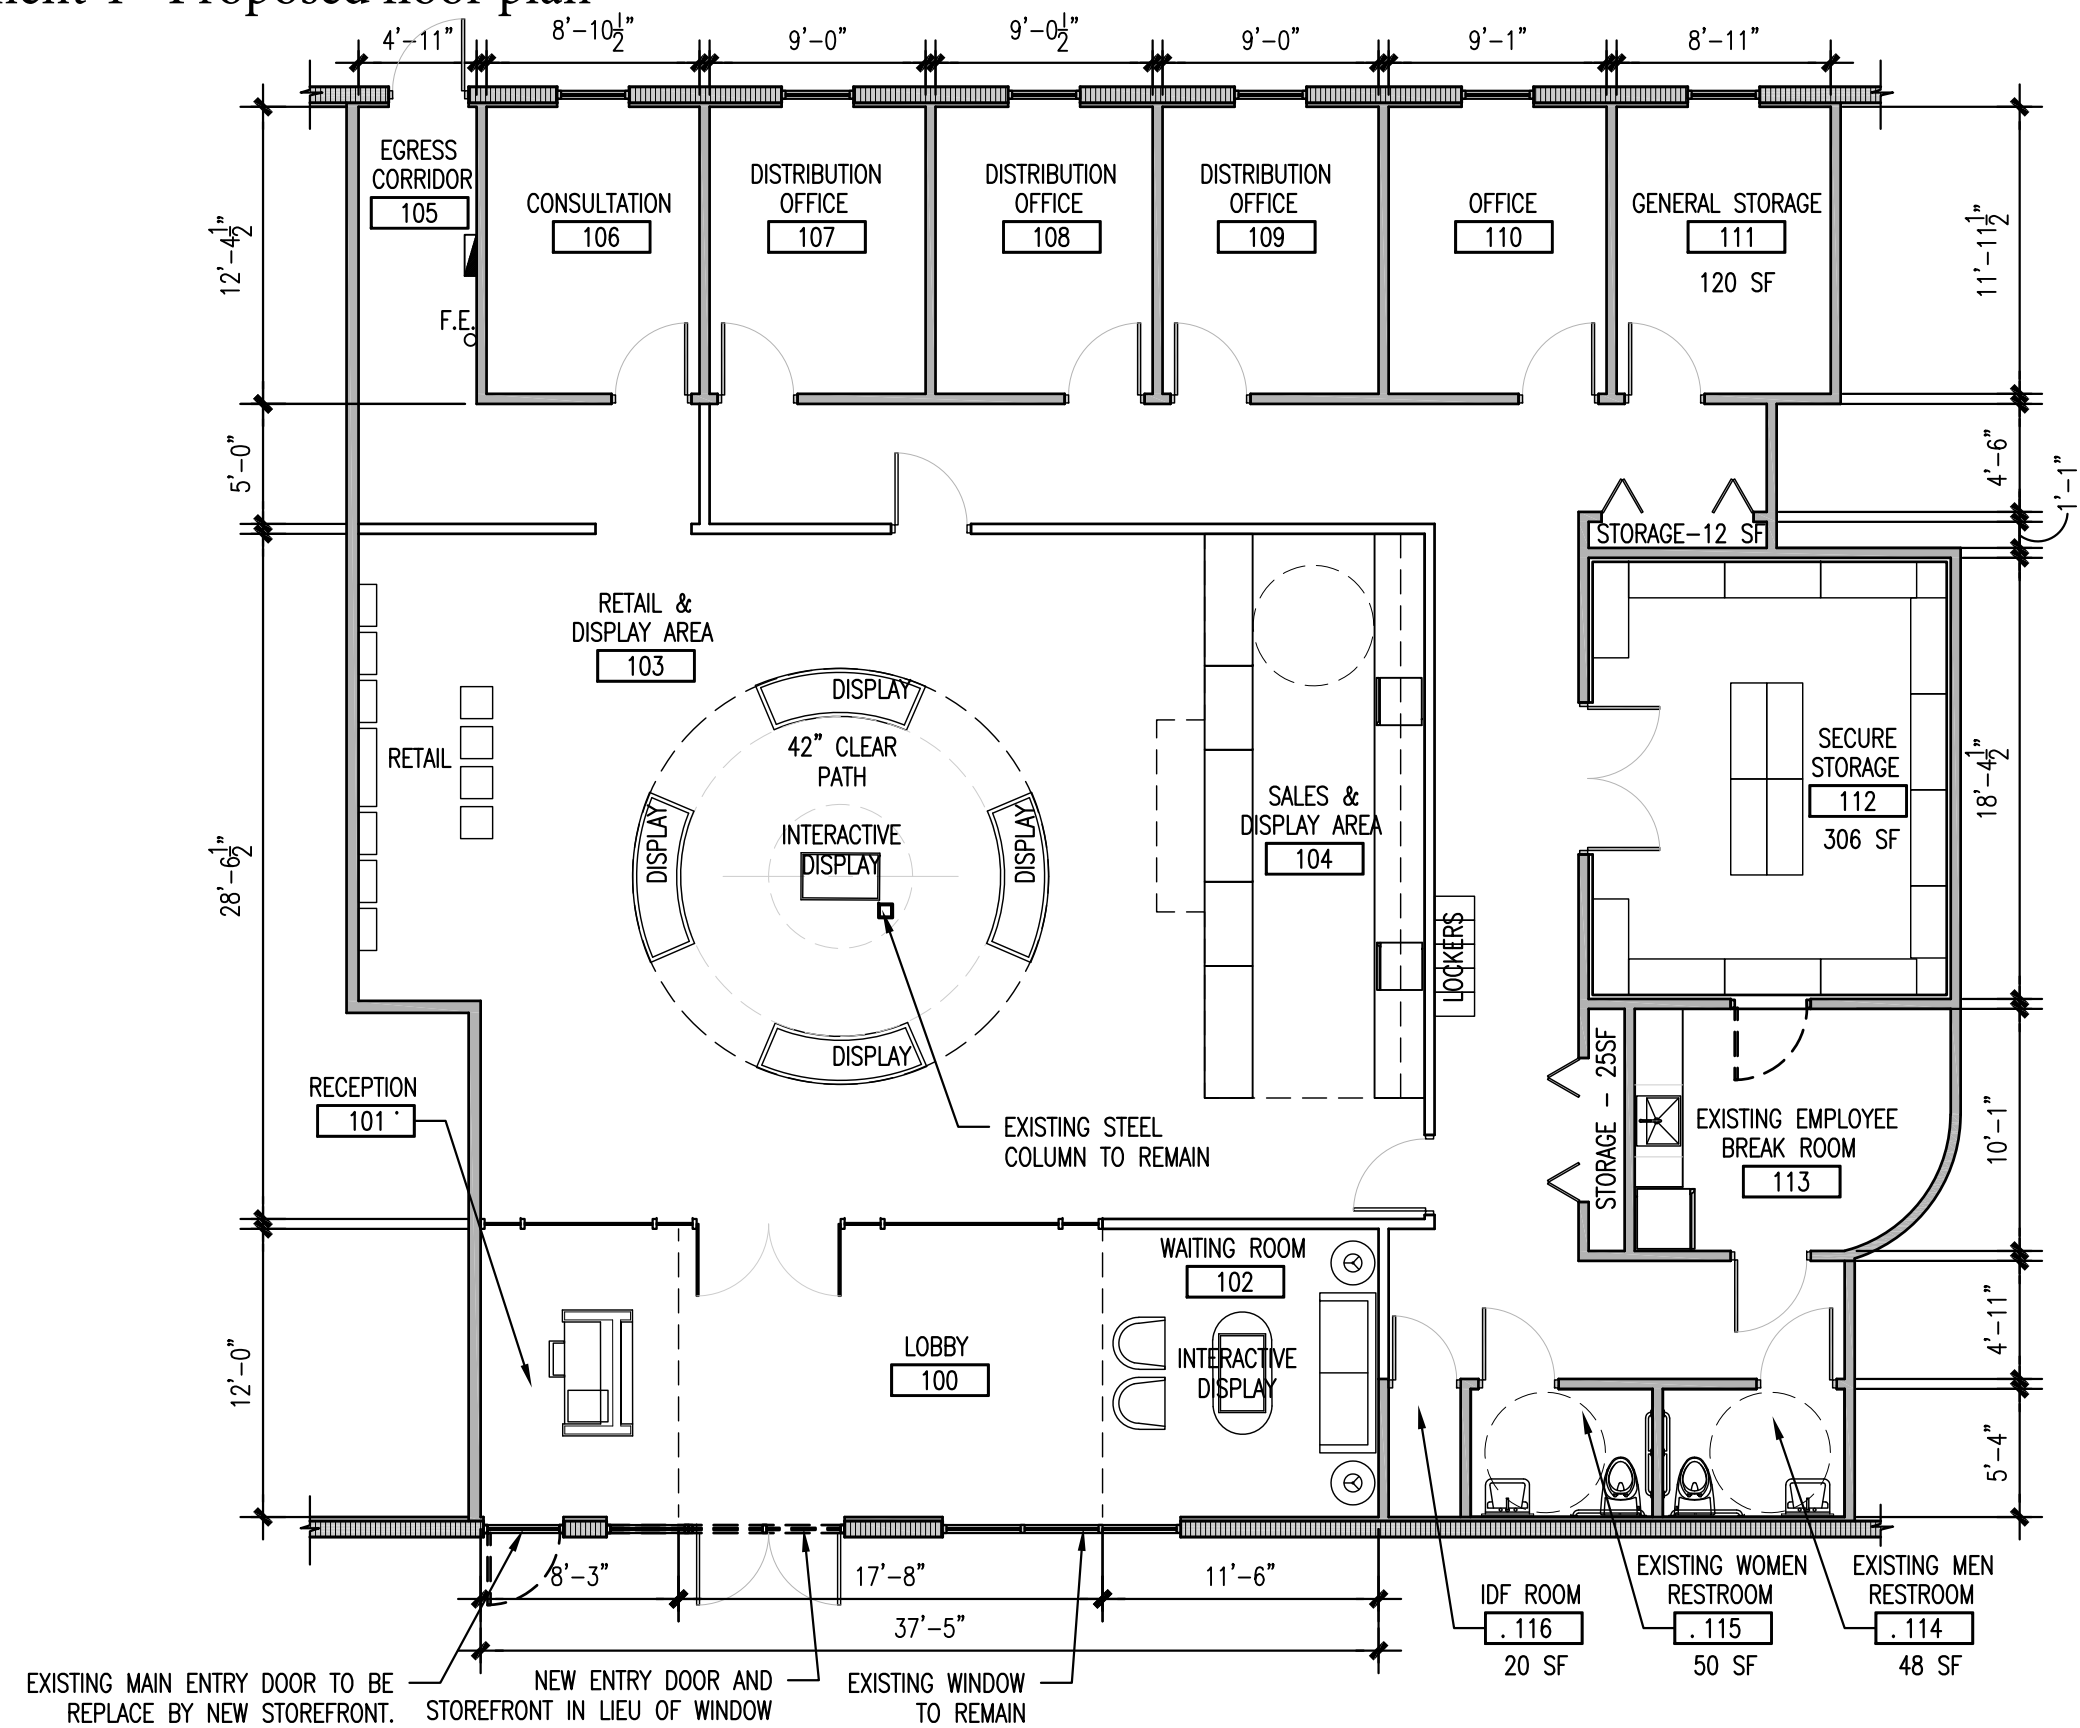 Proposed floor plan
4'-11"
8'-10½"
9'-0"
9'-0½"
9'-0"
9'-1"
8'-11"
EGRESS
CORRIDOR
105
CONSULTATION
106
DISTRIBUTION
OFFICE
107
DISTRIBUTION
OFFICE
108
DISTRIBUTION
OFFICE
109
OFFICE
110
GENERAL STORAGE
111
120 SF
12'-4½"
11'-11½"
F.E.
5'-0"
4'-6"
1'-1"
STORAGE-12 SF
RETAIL &
DISPLAY AREA
103
DISPLAY
42" CLEAR
PATH
RETAIL
DISPLAY
INTERACTIVE
DISPLAY
DISPLAY
SALES &
DISPLAY AREA
104
SECURE
STORAGE
112
306 SF
18'-4½"
28'-6½"
LOCKERS
DISPLAY
RECEPTION
101
EXISTING STEEL
COLUMN TO REMAIN
STORAGE - 25SF
EXISTING EMPLOYEE
BREAK ROOM
113
10'-1"
WAITING ROOM
102
LOBBY
100
INTERACTIVE
DISPLAY
12'-0"
4'-11"
5'-4"
8'-3"
17'-8"
11'-6"
37'-5"
IDF ROOM
.116
20 SF
EXISTING WOMEN
RESTROOM
.115
50 SF
EXISTING MEN
RESTROOM
.114
48 SF
EXISTING MAIN ENTRY DOOR TO BE
REPLACE BY NEW STOREFRONT.
NEW ENTRY DOOR AND
STOREFRONT IN LIEU OF WINDOW
EXISTING WINDOW
TO REMAIN